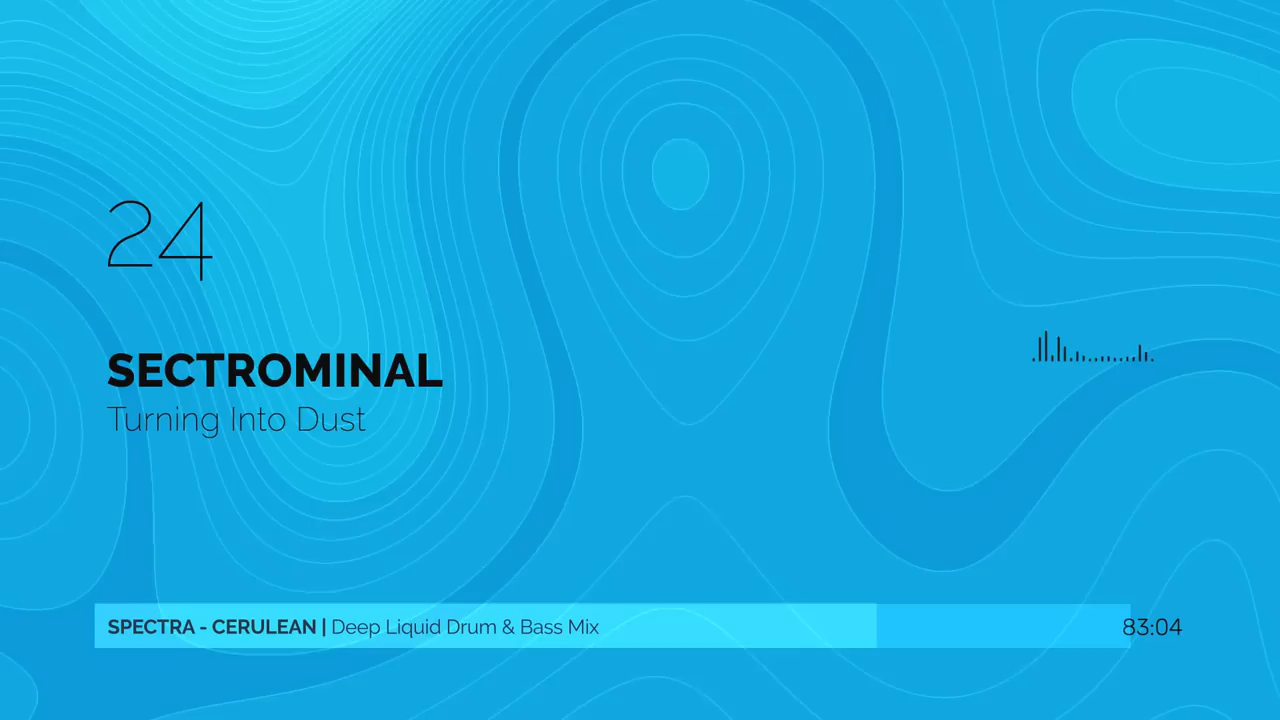 24
SECTROMINAL
Turning Into Dust
SPECTRA - CERULEAN | Deep Liquid Drum & Bass Mix
83:04